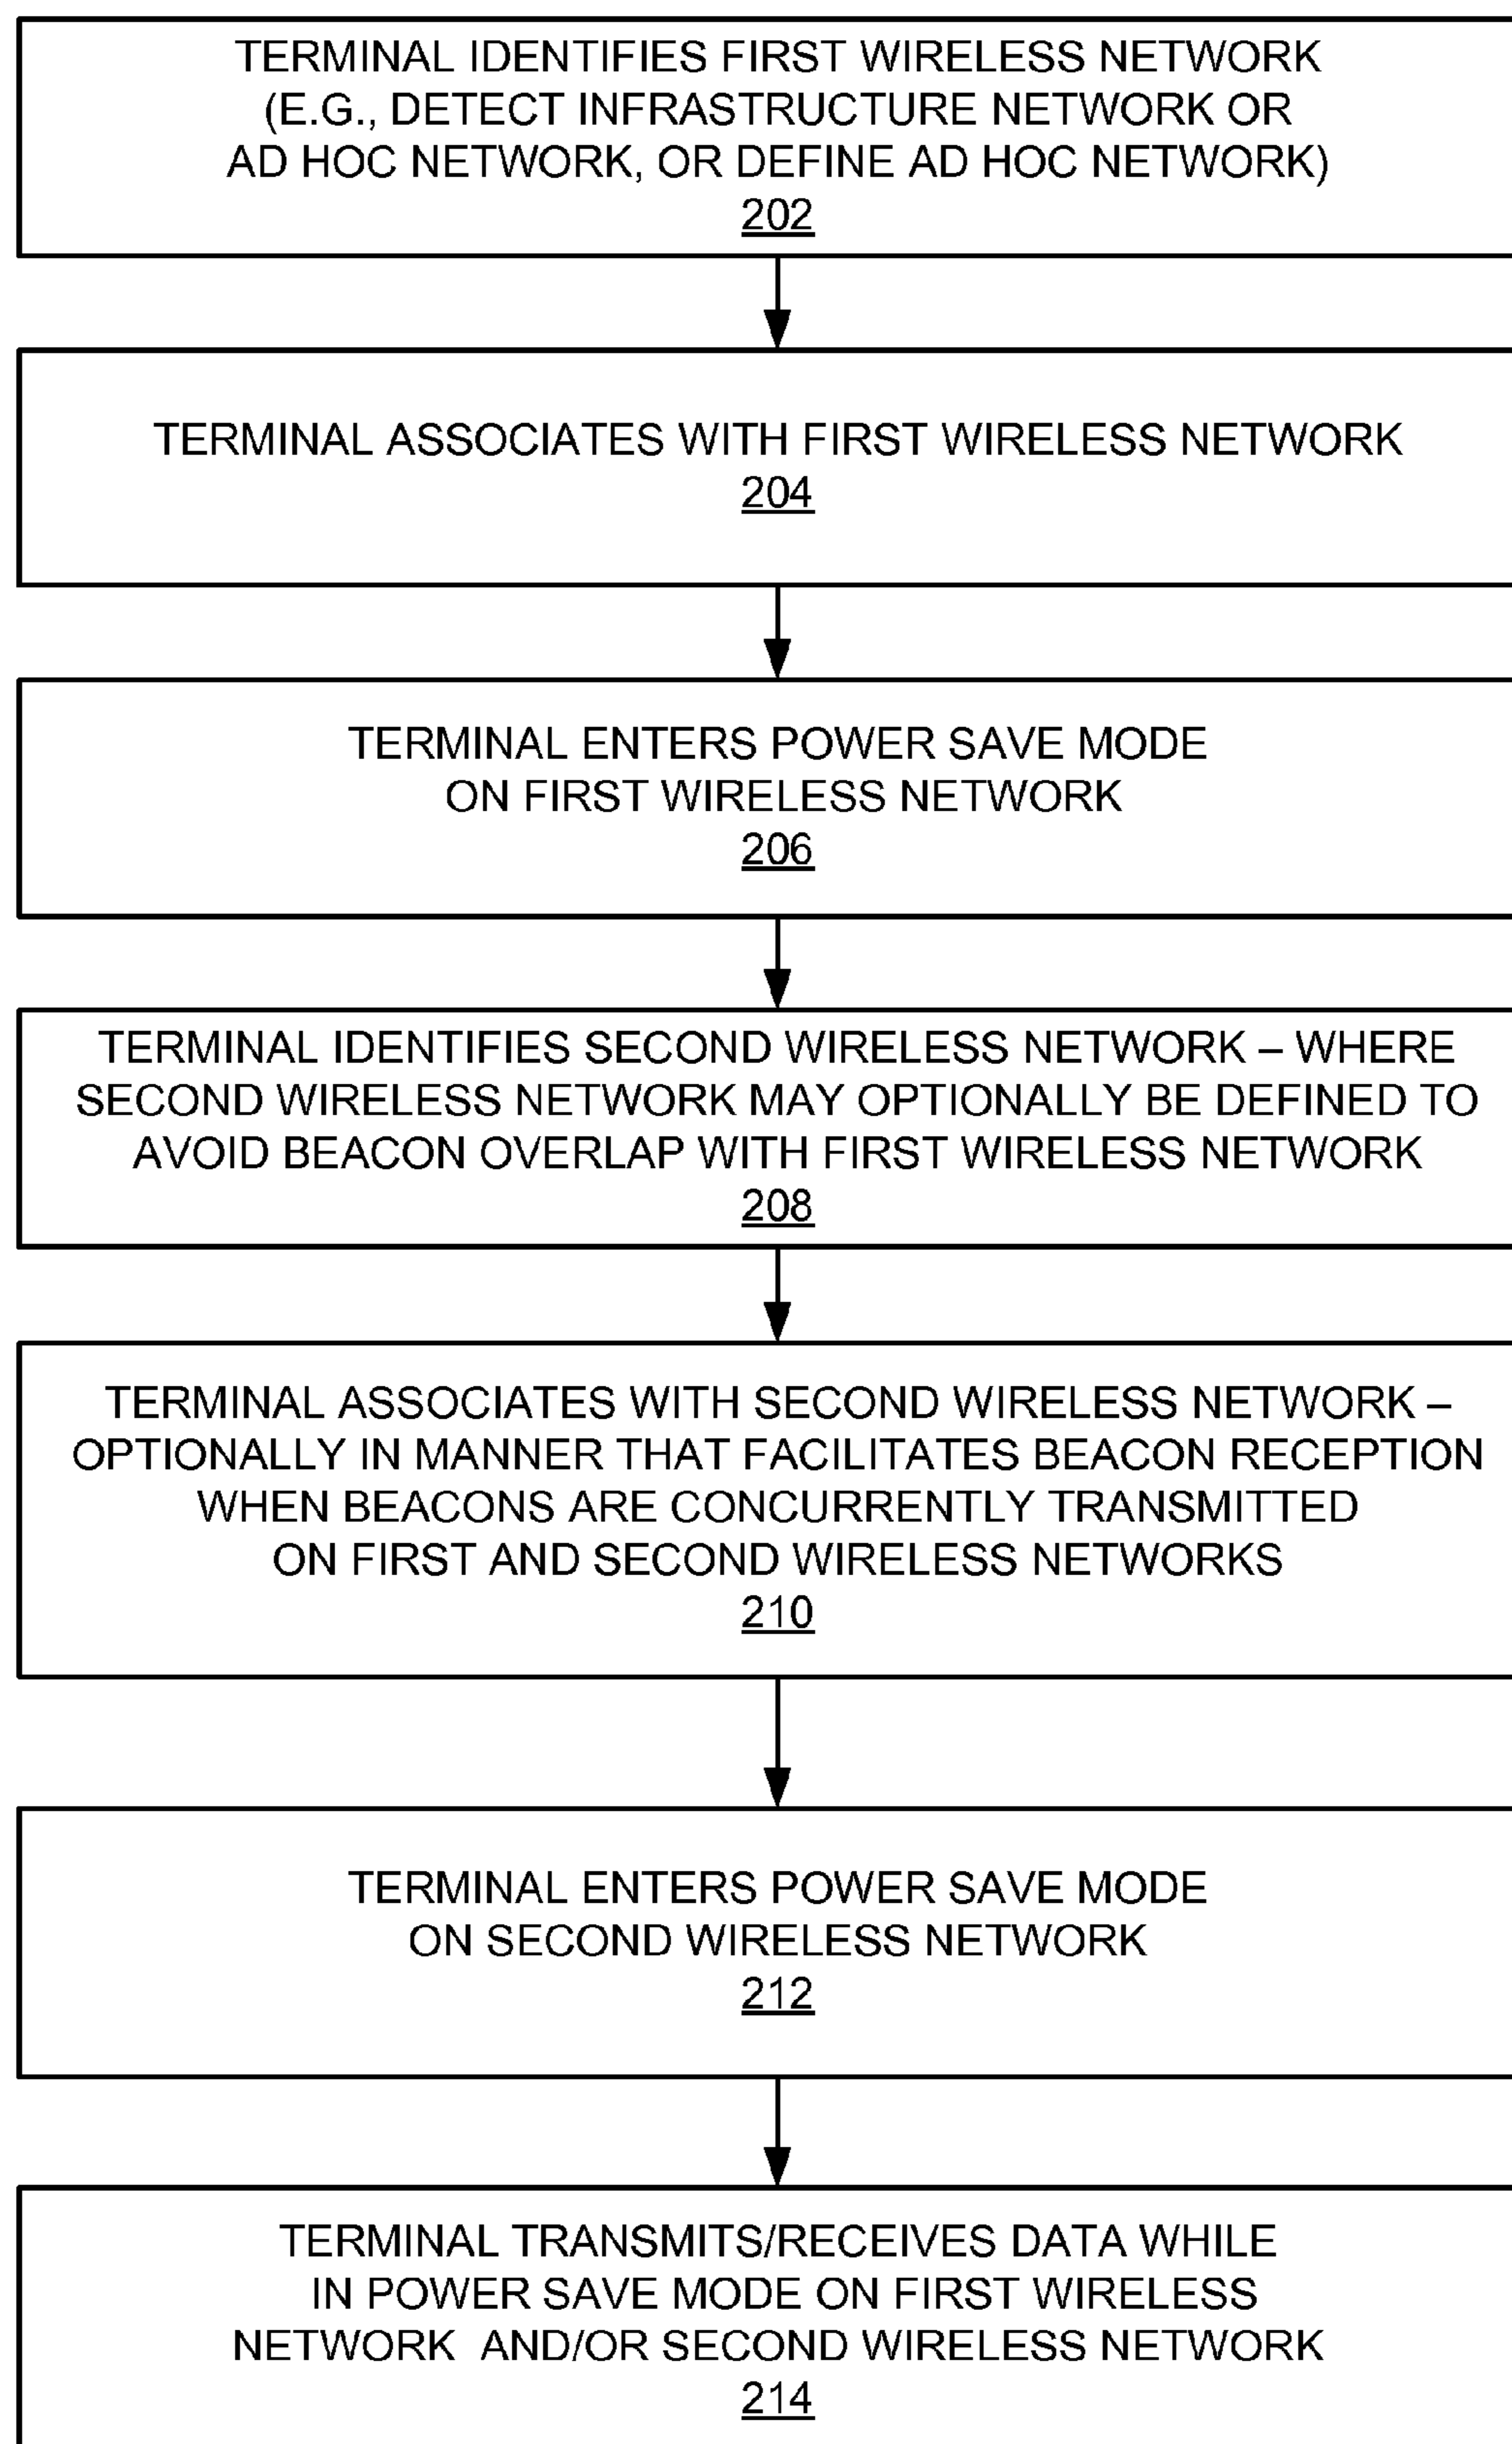 TERMINAL IDENTIFIES FIRST WIRELESS NETWORK
(E.G., DETECT INFRASTRUCTURE NETWORK OR
AD HOC NETWORK, OR DEFINE AD HOC NETWORK)
202
TERMINAL ASSOCIATES WITH FIRST WIRELESS NETWORK
204
TERMINAL ENTERS POWER SAVE MODE
ON FIRST WIRELESS NETWORK
206
TERMINAL IDENTIFIES SECOND WIRELESS NETWORK – WHERE
SECOND WIRELESS NETWORK MAY OPTIONALLY BE DEFINED TO
AVOID BEACON OVERLAP WITH FIRST WIRELESS NETWORK
208
TERMINAL ASSOCIATES WITH SECOND WIRELESS NETWORK –
OPTIONALLY IN MANNER THAT FACILITATES BEACON RECEPTION
WHEN BEACONS ARE CONCURRENTLY TRANSMITTED
ON FIRST AND SECOND WIRELESS NETWORKS
210
TERMINAL ENTERS POWER SAVE MODE
ON SECOND WIRELESS NETWORK
212
TERMINAL TRANSMITS/RECEIVES DATA WHILE
IN POWER SAVE MODE ON FIRST WIRELESS
NETWORK AND/OR SECOND WIRELESS NETWORK
214